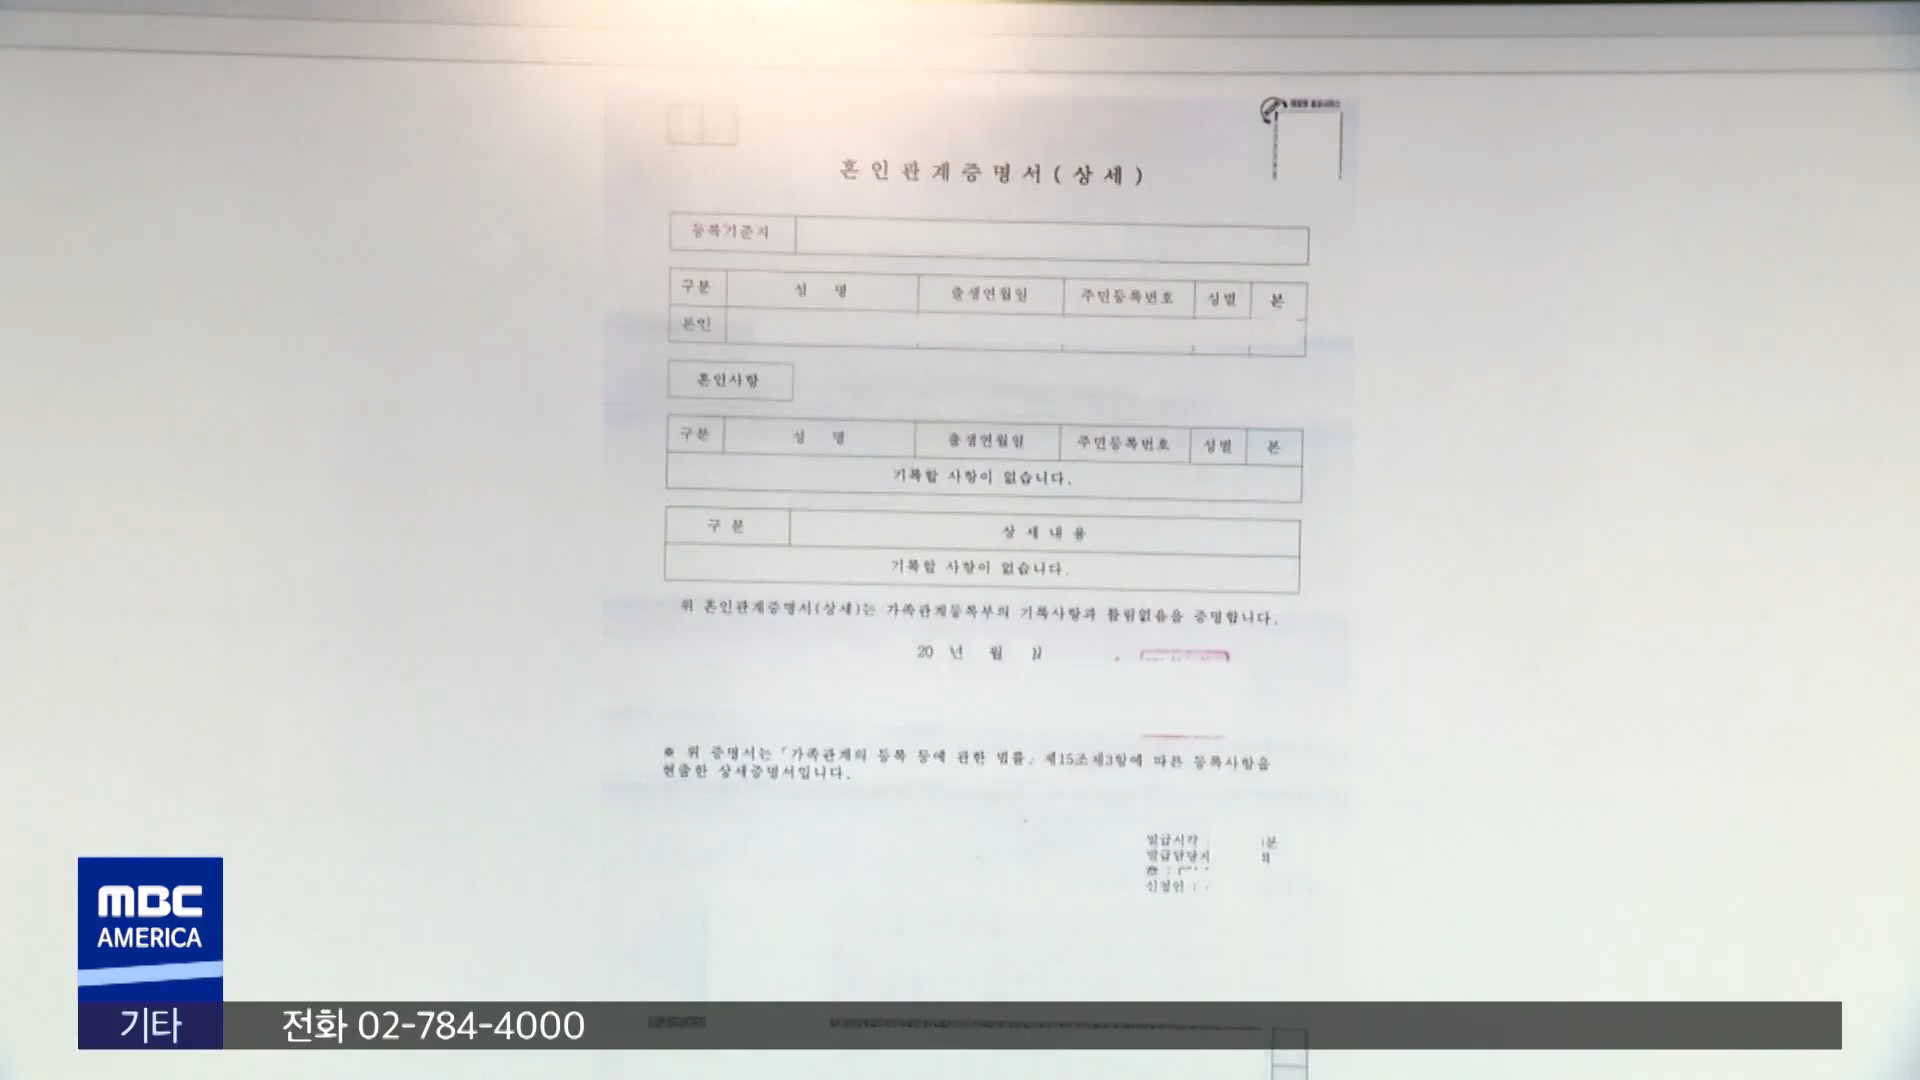 혼인관계증명서(상세)
등록기준지
구분 성 명 출생연월일 주민등록번호 성별 본
본인
혼인사항
구분 성 명 출생연월일 주민등록번호 성별 본
기록할 사항이 없습니다.
구 분 상 세 내 용
기록할 사항이 없습니다.
위 혼인관계증명서(상세)는 가족관계등록부의 기록사항과 틀림없음을 증명합니다.
20 년 월
※ 위 증명서는「가족관계의 등록 등에 관한 법률」제15조제3항에 따른 등록사항을
현출한 상세증명서입니다.
발급시각 분
발급담당자
☎ :
신청인 :
MBC
AMERICA
기타 전화 02-784-4000